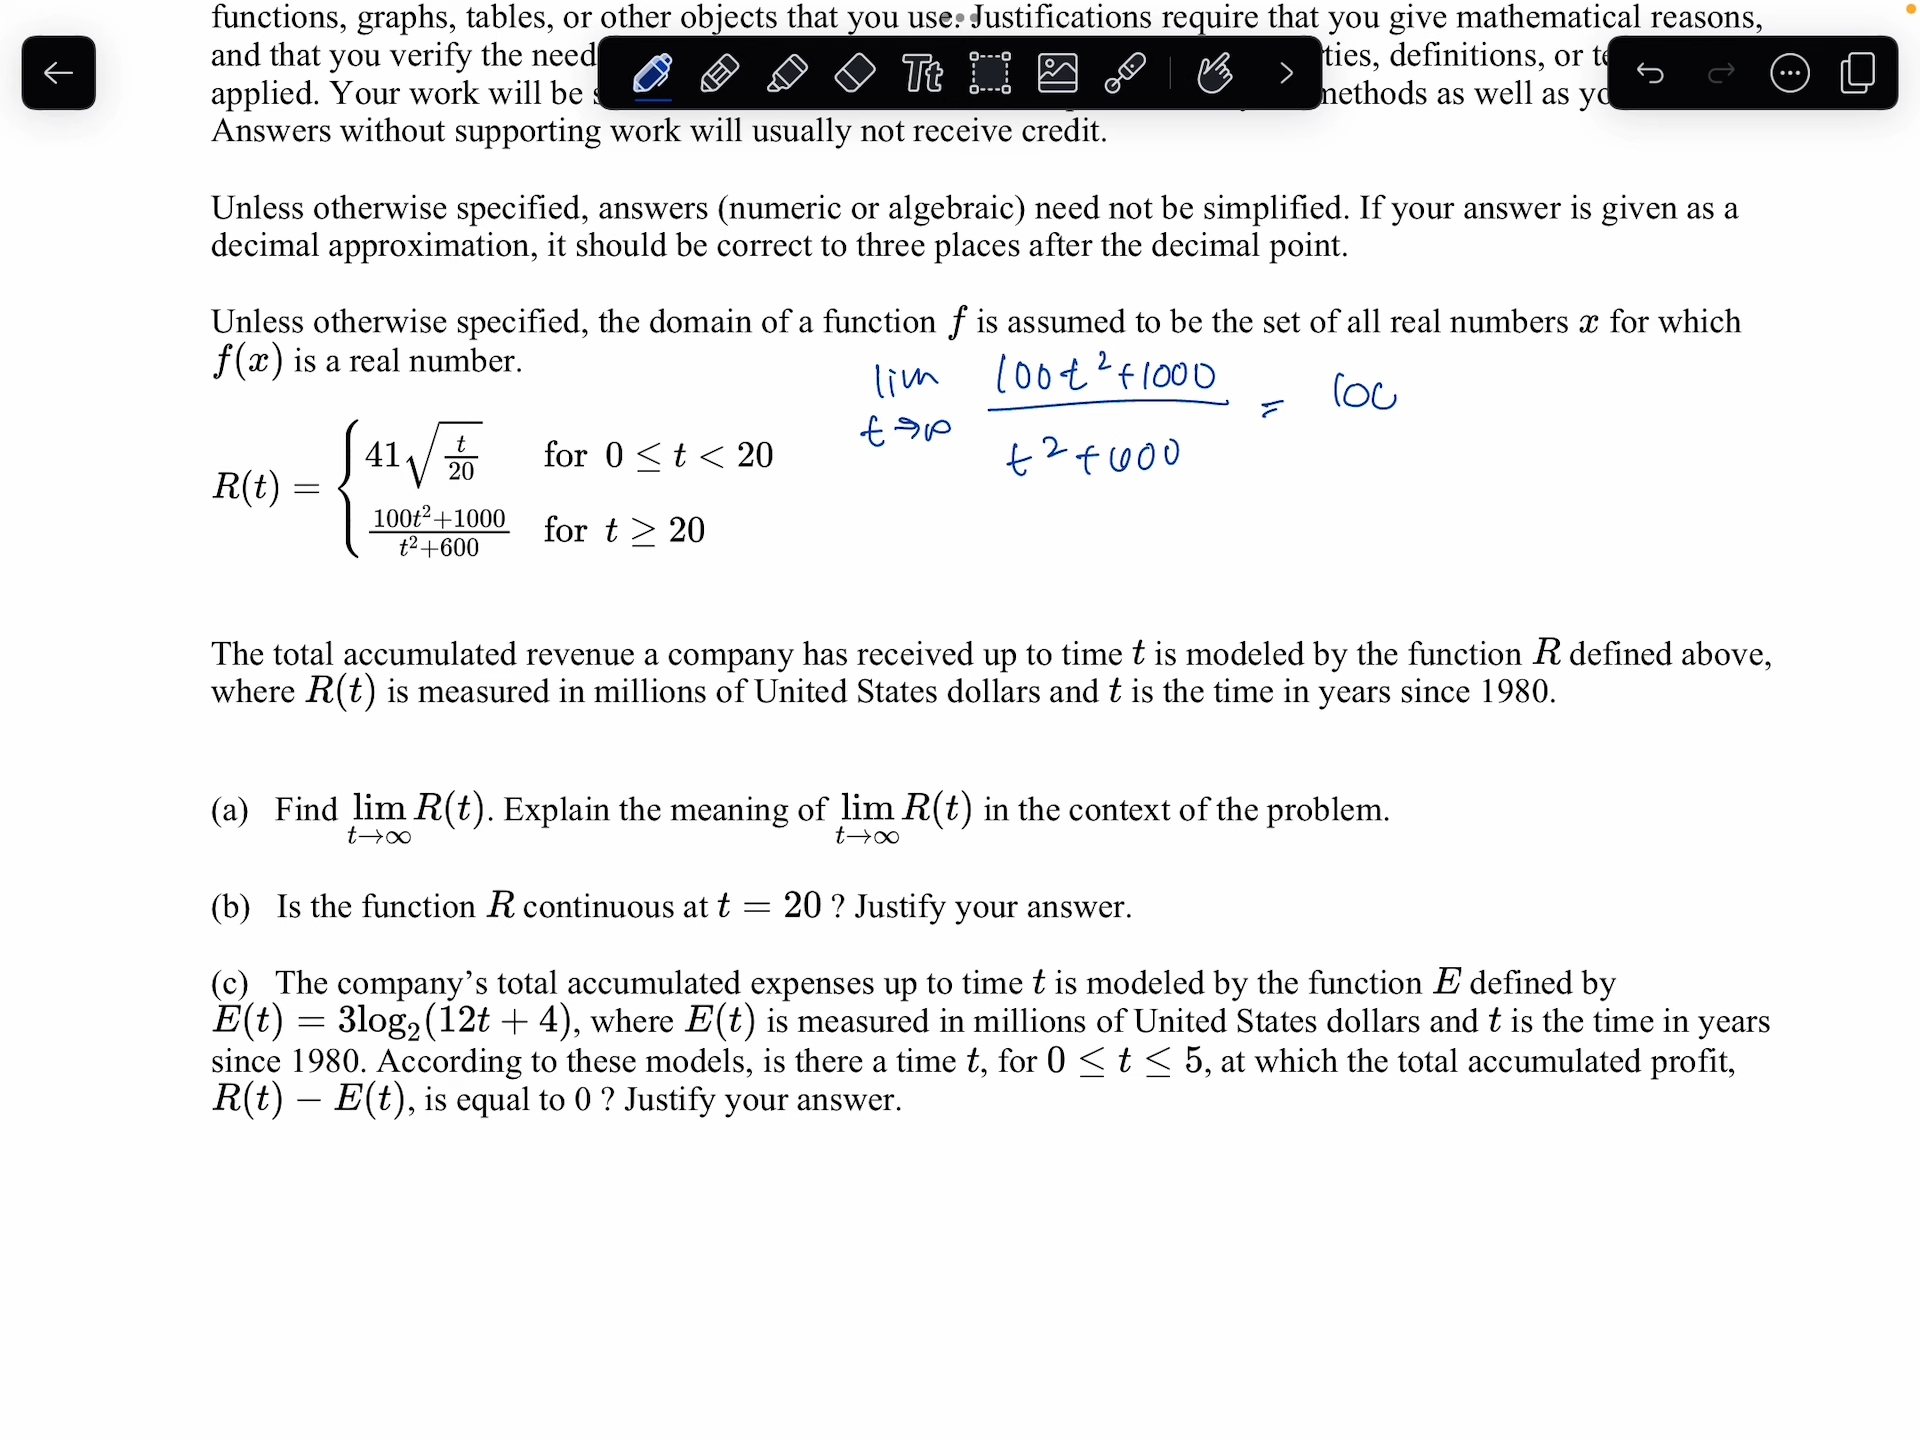 functions, graphs, tables, or other objects that you use. Justifications require that you give mathematical reasons,
and that you verify the need ties, definitions, or
applied. Your work will be methods as well as
Answers without supporting work will usually not receive credit.
Tt
Unless otherwise specified, answers (numeric or algebraic) need not be simplified. If your answer is given as a
decimal approximation, it should be correct to three places after the decimal point.
Unless otherwise specified, the domain of a function f is assumed to be the set of all real numbers x for which
f(x) is a real number.
lim t→∞ (100t²+1000)/(t²+600) = 100
R(t) = { 41√(t/20) for 0 ≤ t < 20
(100t²+1000)/(t²+600) for t ≥ 20
The total accumulated revenue a company has received up to time t is modeled by the function R defined above,
where R(t) is measured in millions of United States dollars and t is the time in years since 1980.
(a) Find lim t→∞ R(t). Explain the meaning of lim t→∞ R(t) in the context of the problem.
(b) Is the function R continuous at t = 20 ? Justify your answer.
(c) The company’s total accumulated expenses up to time t is modeled by the function E defined by
E(t) = 3log₂(12t + 4), where E(t) is measured in millions of United States dollars and t is the time in years
since 1980. According to these models, is there a time t, for 0 ≤ t ≤ 5, at which the total accumulated profit,
R(t) − E(t), is equal to 0 ? Justify your answer.